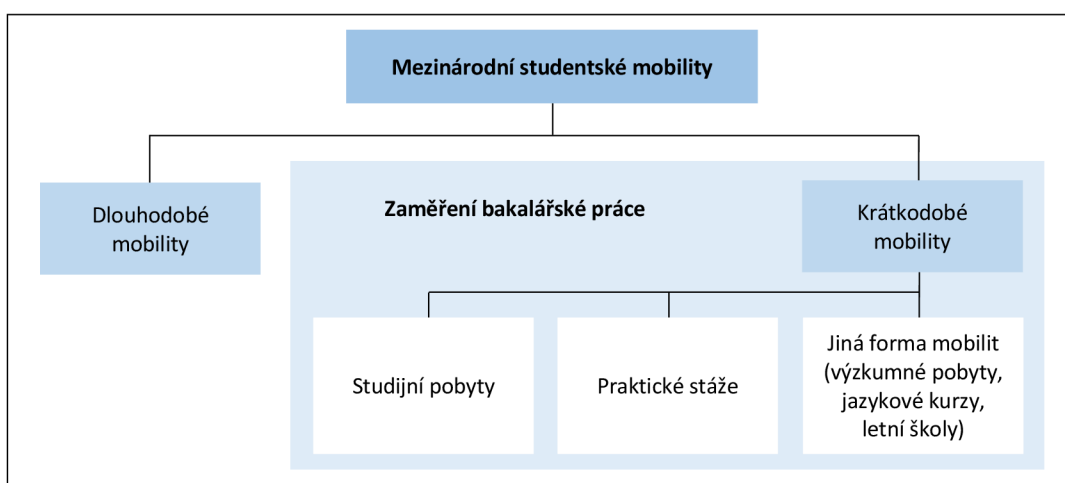 Mezinárodní studentské mobility
Dlouhodobé
mobility
Zaměření bakalářské práce
Krátkodobé
mobility
Studijní pobyty
Praktické stáže
Jiná forma mobilit
(výzkumné pobyty,
jazykové kurzy,
letní školy)